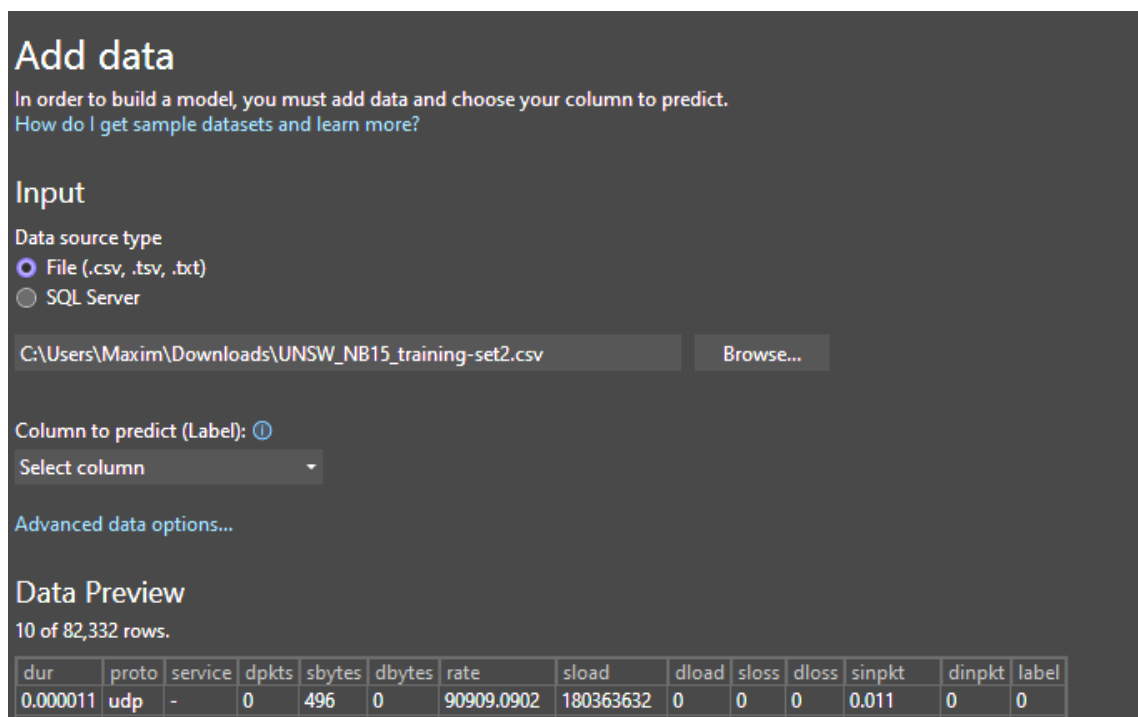 Add data
In order to build a model, you must add data and choose your column to predict.
How do I get sample datasets and learn more?
Input
Data source type
File (.csv, .tsv, .txt)
SQL Server
C:\Users\Maxim\Downloads\UNSW_NB15_training-set2.csv Browse...
Column to predict (Label):
Select column
Advanced data options...
Data Preview
10 of 82,332 rows.
dur proto service dpkts sbytes dbytes rate sload dload sloss dloss sinpkt dinpkt label
0.000011 udp - 0 496 0 90909.0902 180363632 0 0 0 0.011 0 0